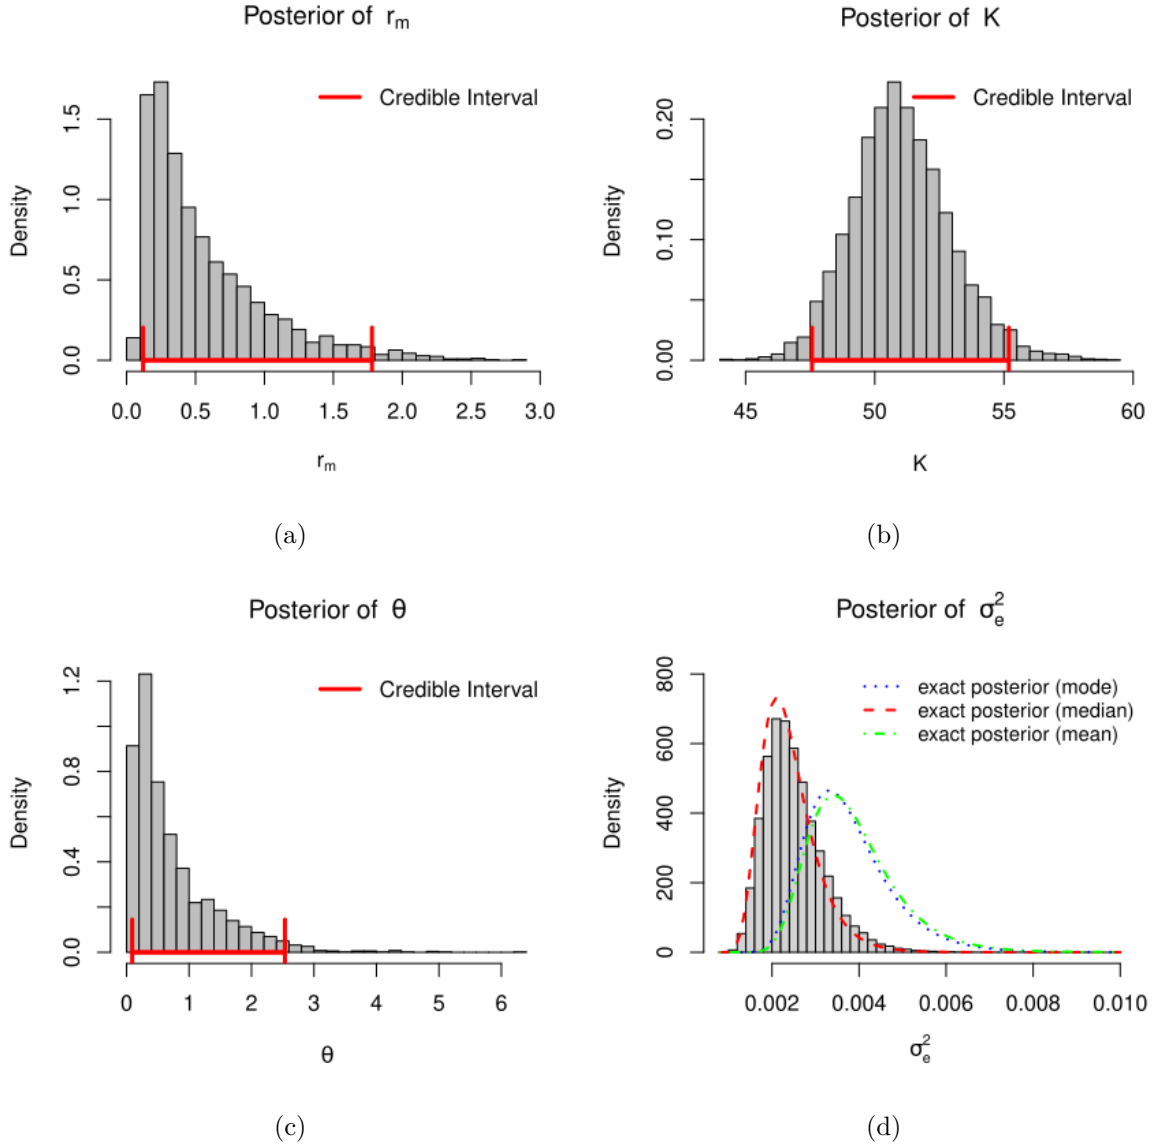 Posterior of r_m
Credible Interval
Density
0.0 0.5 1.0 1.5
0.0 0.5 1.0 1.5 2.0 2.5 3.0
r_m
(a)
Posterior of K
Credible Interval
Density
0.00 0.10 0.20
45 50 55 60
K
(b)
Posterior of θ
Credible Interval
Density
0.0 0.4 0.8 1.2
0 1 2 3 4 5 6
θ
(c)
Posterior of σ_e^2
exact posterior (mode)
exact posterior (median)
exact posterior (mean)
Density
0 200 400 600 800
0.002 0.004 0.006 0.008 0.010
σ_e^2
(d)